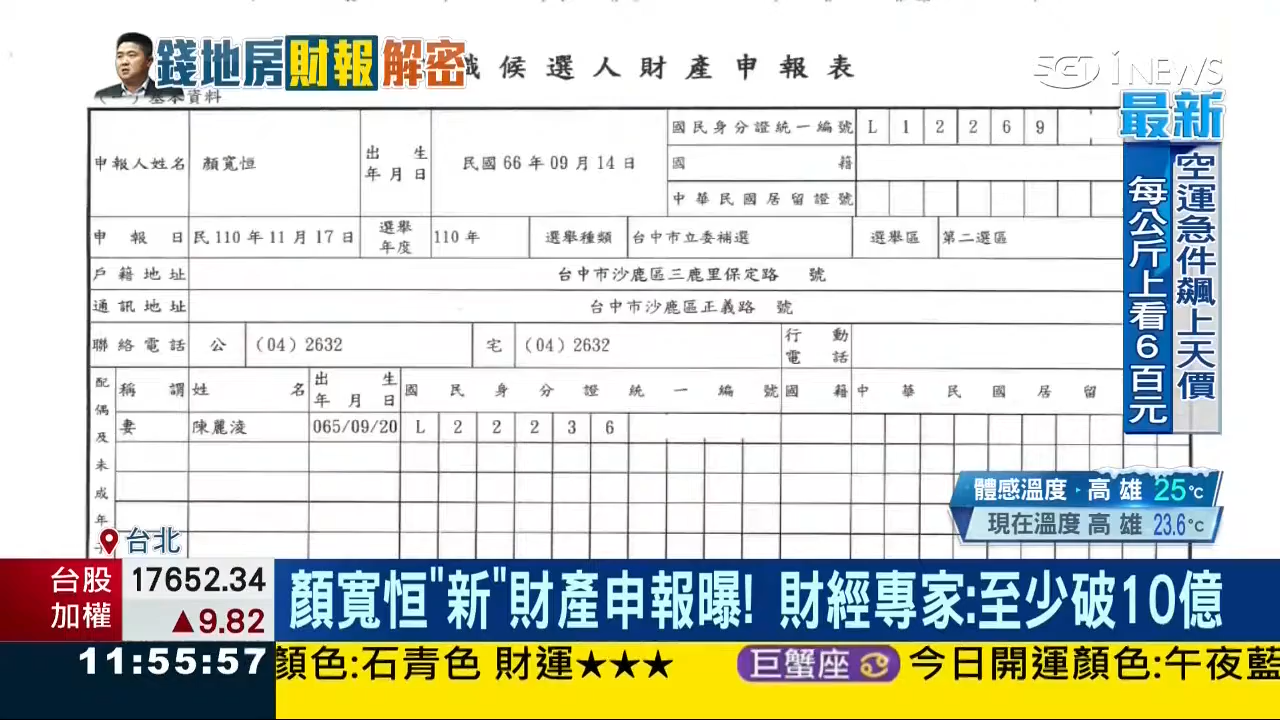 錢地房財報解密
職候選人財產申報表
SET iNEWS
最新
空運急件飆上天價
每公斤上看6百元
(一)基本資料
申報人姓名 顏寬恒 出生年月日 民國66年09月14日 國民身分證統一編號 L12269
國籍
中華民國居留證號
申報日 民110年11月17日 選舉年度 110年 選舉種類 台中市立委補選 選舉區 第二選區
戶籍地址 台中市沙鹿區三鹿里保定路 號
通訊地址 台中市沙鹿區正義路 號
聯絡電話 公 (04)2632 宅 (04)2632 行動電話
配偶及未成年 稱謂 姓名 出生年月日 國民身分證統一編號 國籍 中華民國居留
妻 陳麗淩 065/09/20 L22236
體感溫度 高雄 25℃
現在溫度 高雄 23.6℃
台北
台股加權 17652.34 ▲9.82
顏寬恒"新"財產申報曝! 財經專家:至少破10億
11:55:57 顏色:石青色 財運★★★ 巨蟹座 ♋ 今日開運顏色:午夜藍